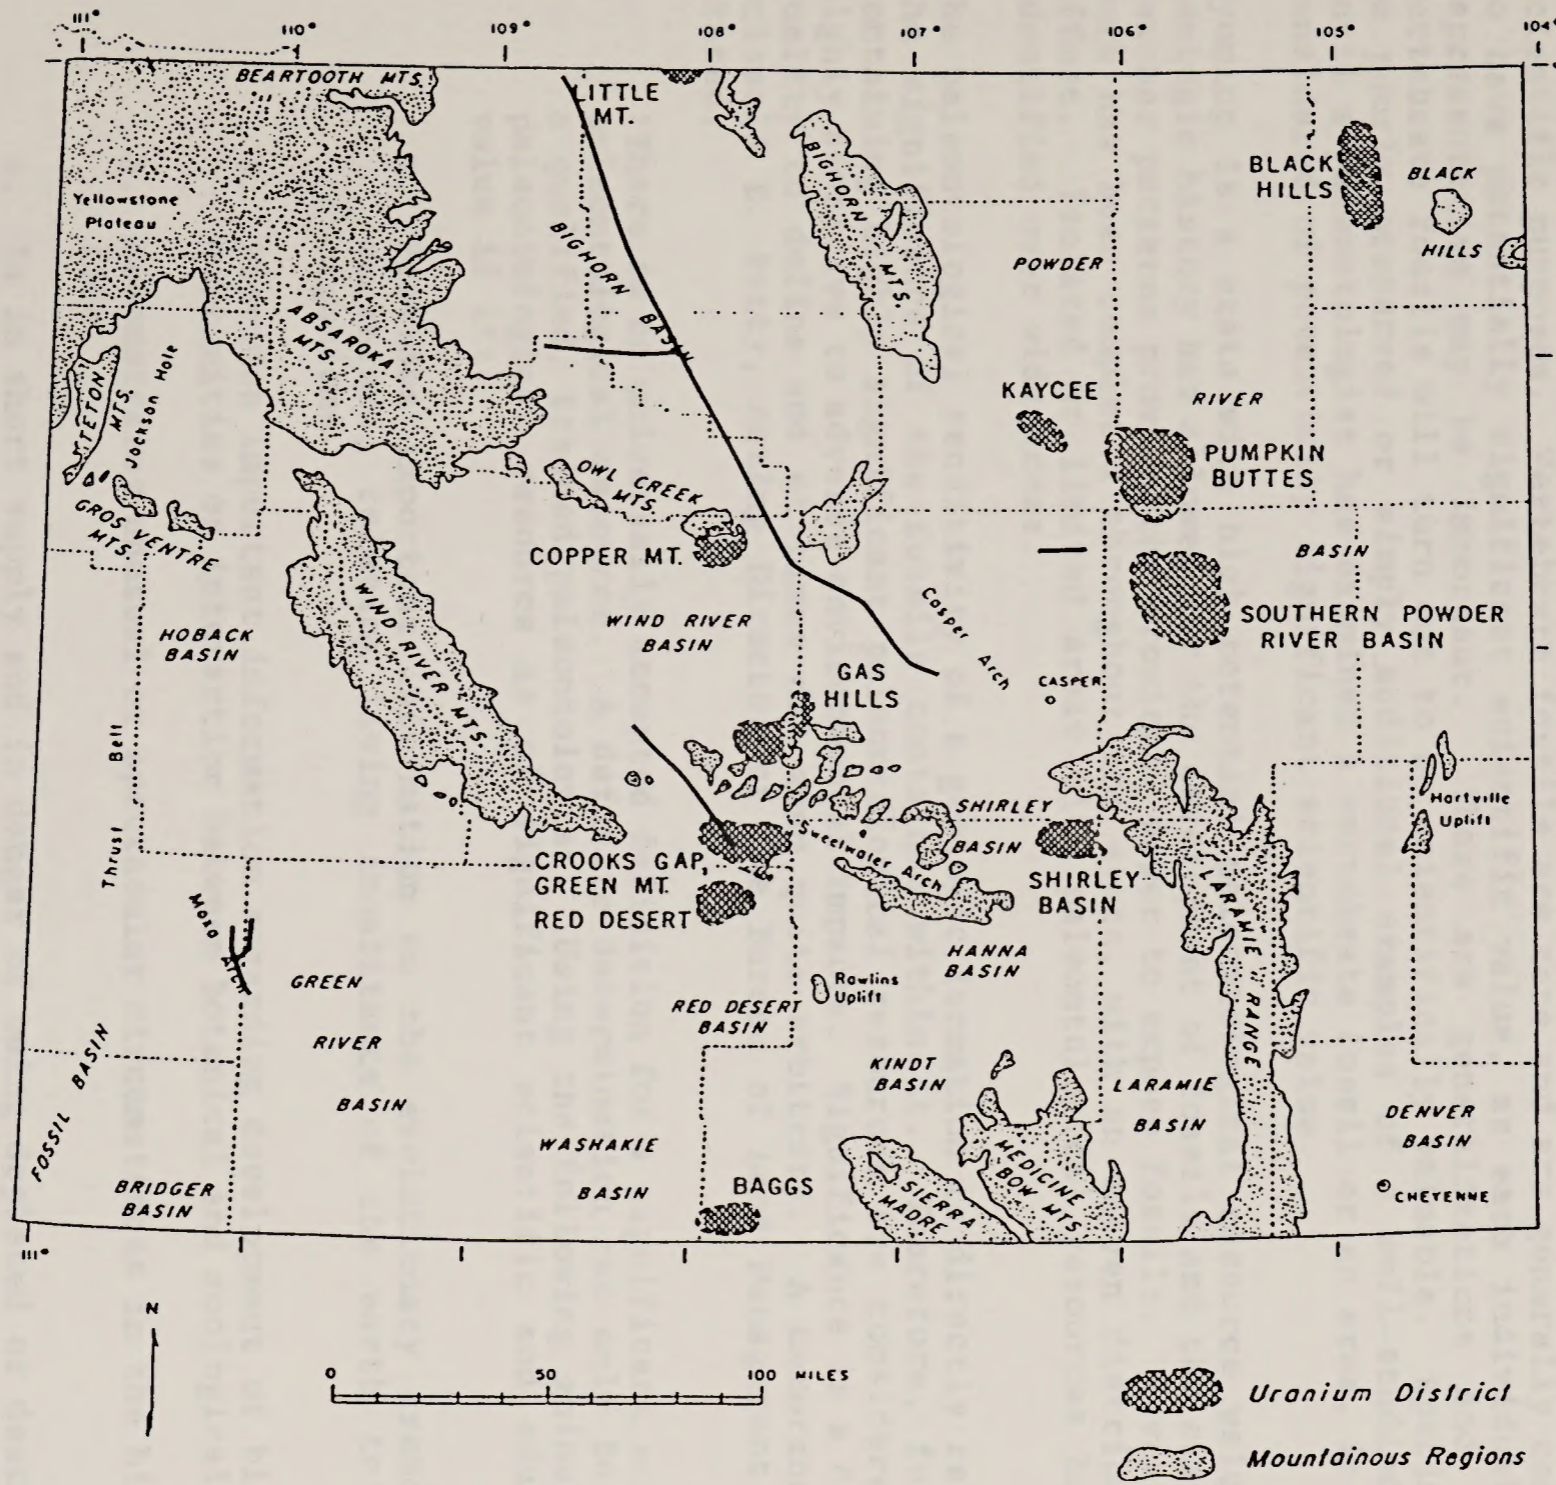 111°
110°
109°
108°
107°
106°
105°
104°
BEARTOOTH MTS.
LITTLE
MT.
BIGHORN
MTS.
BLACK
HILLS
BLACK
HILLS
Yellowstone
Plateau
BIGHORN
BASIN
POWDER
ABSAROKA
MTS.
TETON
MTS.
Jackson Hole
KAYCEE
RIVER
PUMPKIN
BUTTES
OWL CREEK
MTS.
GROS VENTRE
MTS.
COPPER MT.
BASIN
WIND RIVER MTS.
WIND RIVER
BASIN
Casper Arch
SOUTHERN POWDER
RIVER BASIN
HOBACK
BASIN
GAS
HILLS
CASPER
Thrust Belt
SHIRLEY
BASIN
Hartville
Uplift
Sweetwater Arch
CROOKS GAP,
GREEN MT.
SHIRLEY
BASIN
LARAMIE RANGE
RED DESERT
Moxa Arch
HANNA
BASIN
GREEN
Rawlins
Uplift
RED DESERT
BASIN
RIVER
KINDT
BASIN
LARAMIE
BASIN
FOSSIL BASIN
BASIN
DENVER
BASIN
WASHAKIE
BASIN
MEDICINE
BOW MTS
SIERRA
MADRE
BAGGS
BRIDGER
BASIN
CHEYENNE
111°
N
0 50 100 MILES
Uranium District
Mountainous Regions